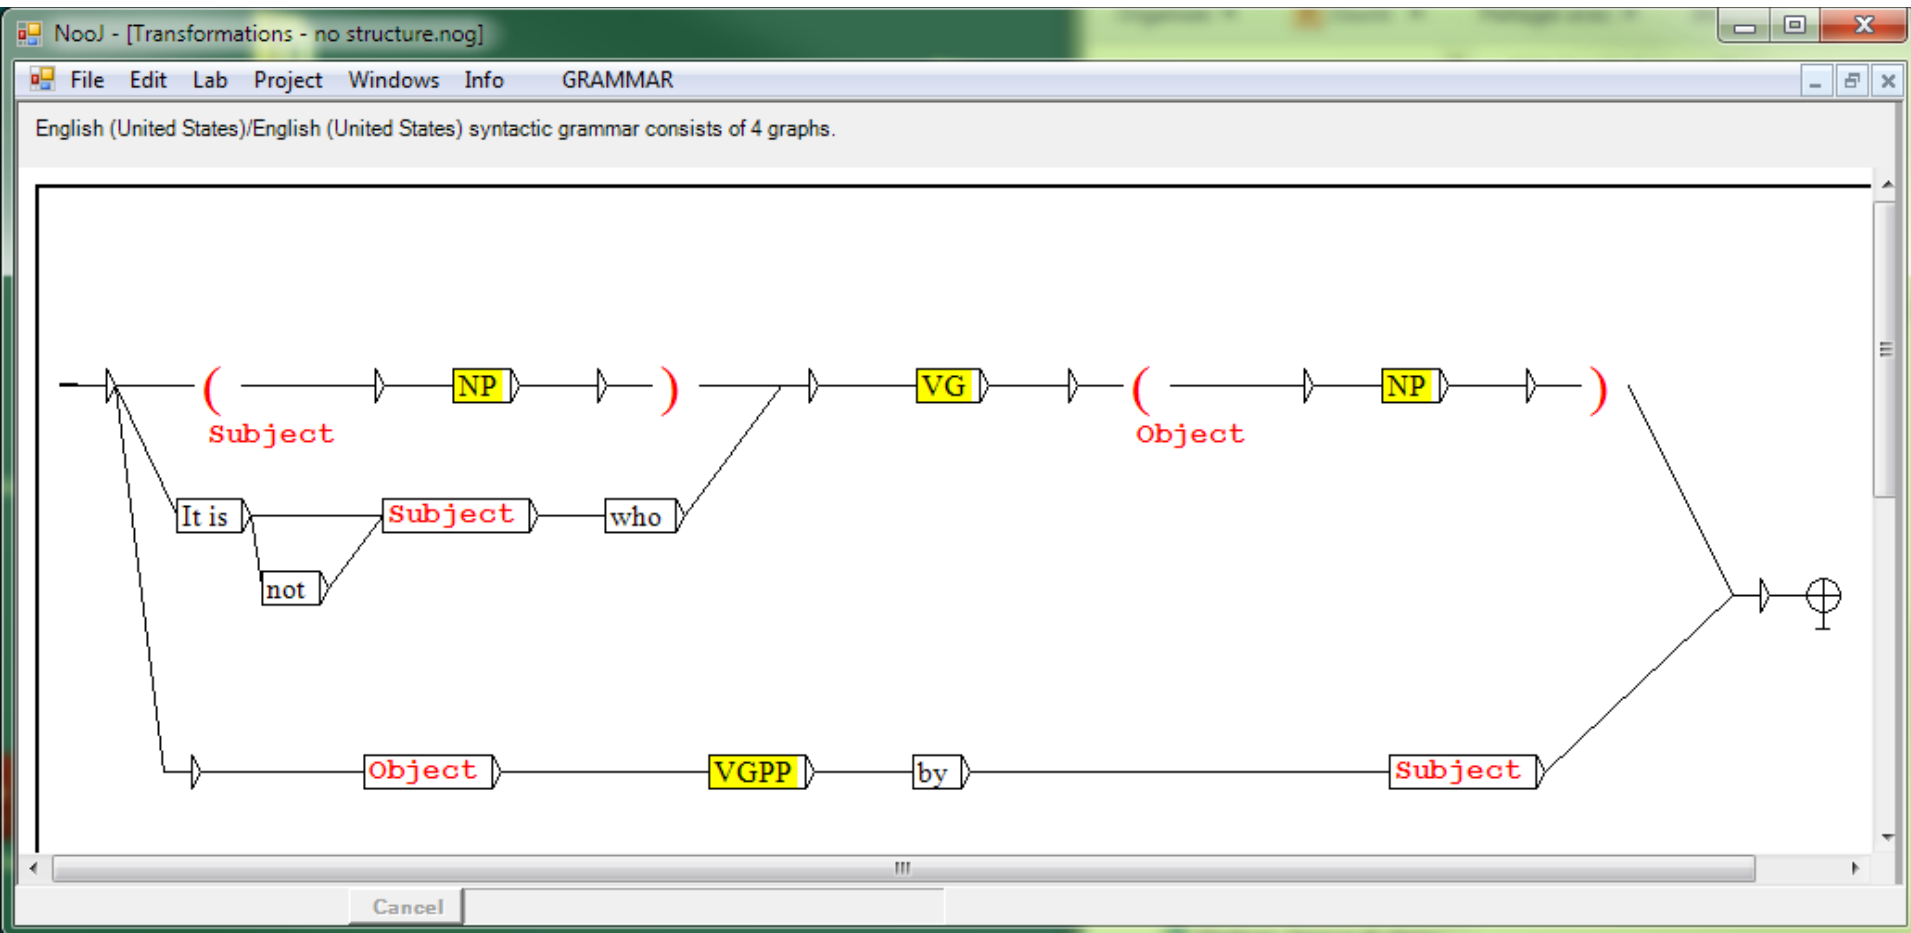 NooJ - [Transformations - no structure.nog]
File Edit Lab Project Windows Info GRAMMAR
English (United States)/English (United States) syntactic grammar consists of 4 graphs.
( NP ) VG ( NP )
Subject Object
It is Subject who
not
Object VGPP by Subject
Cancel